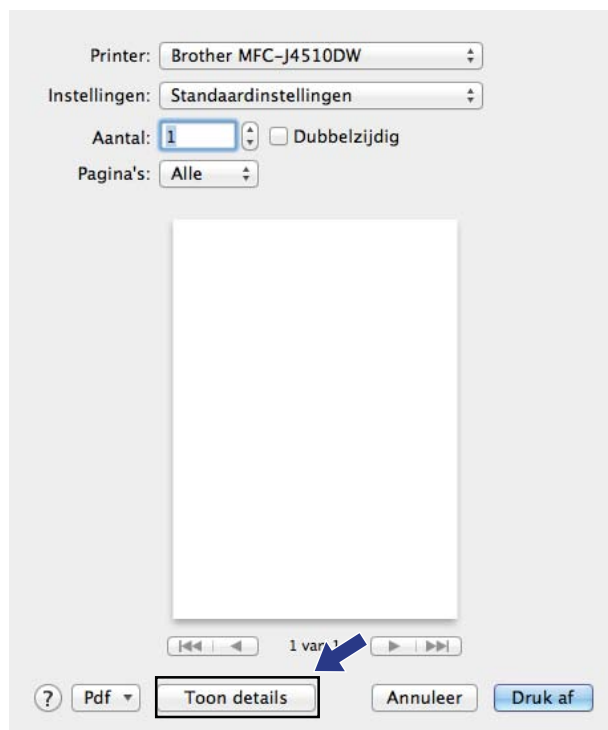 Printer: Brother MFC-J4510DW
Instellingen: Standaardinstellingen
Aantal: 1 Dubbelzijdig
Pagina's: Alle
1 van 1
? Pdf Toon details Annuleer Druk af